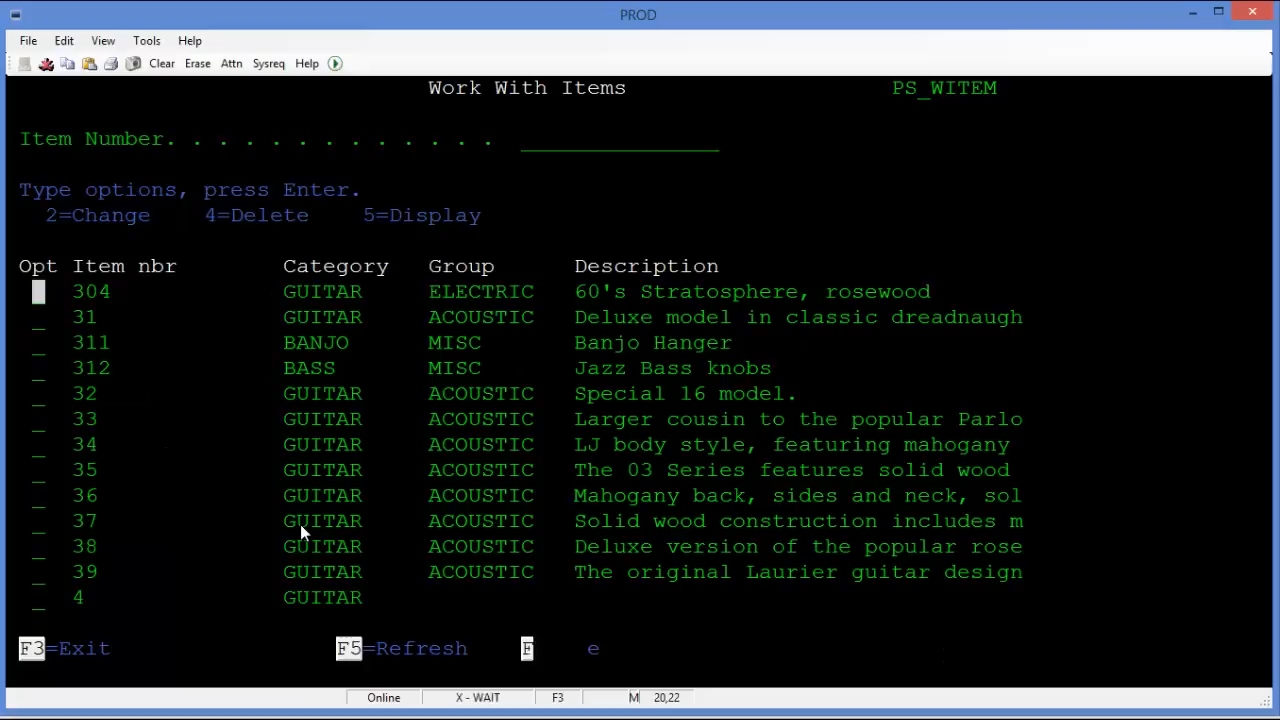 PROD
File Edit View Tools Help
Clear Erase Attn Sysreq Help
Work With Items PS_WITEM
Item Number. . . . . . . . . . . . .
Type options, press Enter.
2=Change 4=Delete 5=Display
Opt Item nbr Category Group Description
304 GUITAR ELECTRIC 60's Stratosphere, rosewood
31 GUITAR ACOUSTIC Deluxe model in classic dreadnaugh
311 BANJO MISC Banjo Hanger
312 BASS MISC Jazz Bass knobs
32 GUITAR ACOUSTIC Special 16 model.
33 GUITAR ACOUSTIC Larger cousin to the popular Parlo
34 GUITAR ACOUSTIC LJ body style, featuring mahogany
35 GUITAR ACOUSTIC The 03 Series features solid wood
36 GUITAR ACOUSTIC Mahogany back, sides and neck, sol
37 GUITAR ACOUSTIC Solid wood construction includes m
38 GUITAR ACOUSTIC Deluxe version of the popular rose
39 GUITAR ACOUSTIC The original Laurier guitar design
4 GUITAR
F3=Exit F5=Refresh F e
Online X - WAIT F3 M 20,22